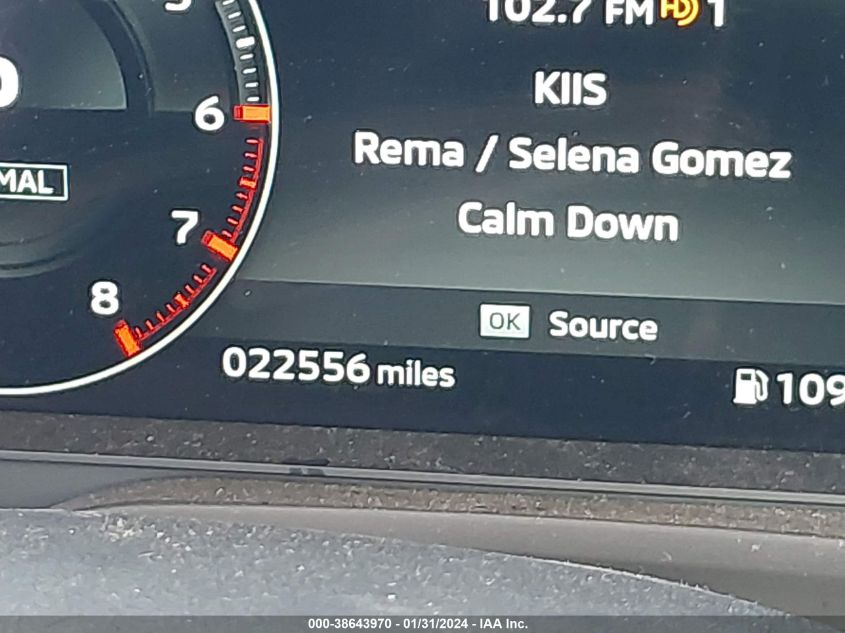 102.7 FM HD 1
KIIS
Rema / Selena Gomez
Calm Down
6
7
8
OK Source
022556 miles
109
000-38643970 - 01/31/2024 - IAA Inc.